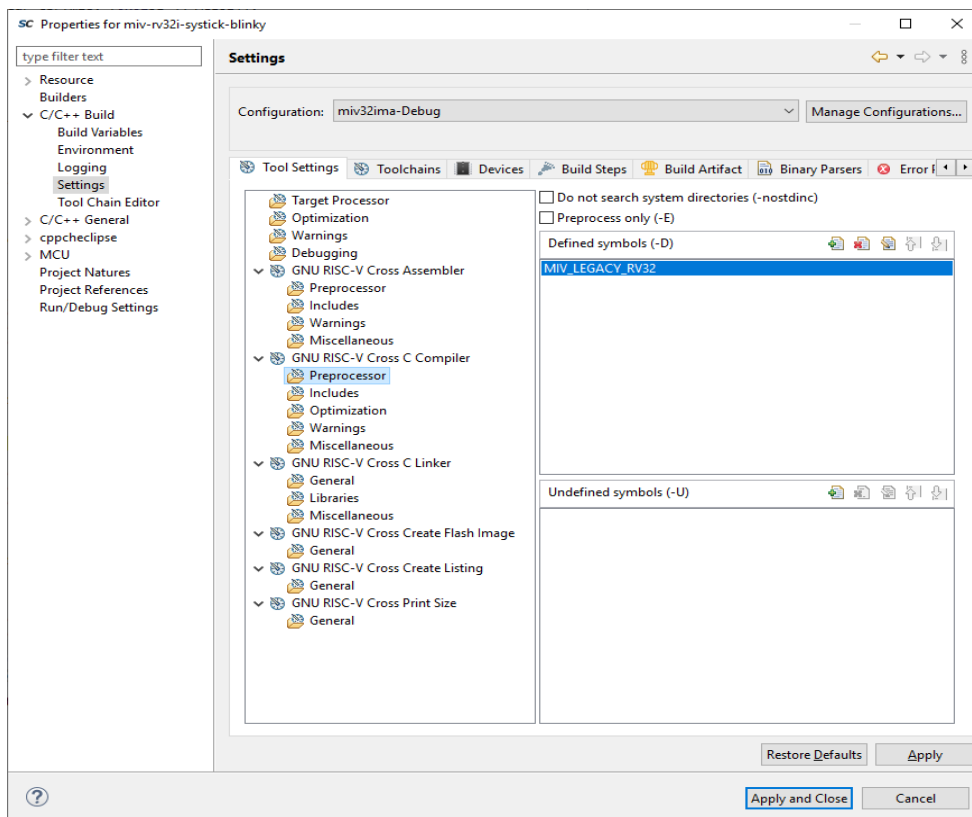 SC Properties for miv-rv32i-systick-blinky
type filter text
Resource
Builders
C/C++ Build
Build Variables
Environment
Logging
Settings
Tool Chain Editor
C/C++ General
cppcheclipse
MCU
Project Natures
Project References
Run/Debug Settings
Settings
Configuration: miv32ima-Debug
Manage Configurations...
Tool Settings Toolchains Devices Build Steps Build Artifact Binary Parsers Error
Target Processor
Optimization
Warnings
Debugging
GNU RISC-V Cross Assembler
Preprocessor
Includes
Warnings
Miscellaneous
GNU RISC-V Cross C Compiler
Preprocessor
Includes
Optimization
Warnings
Miscellaneous
GNU RISC-V Cross C Linker
General
Libraries
Miscellaneous
GNU RISC-V Cross Create Flash Image
General
GNU RISC-V Cross Create Listing
General
GNU RISC-V Cross Print Size
General
Do not search system directories (-nostdinc)
Preprocess only (-E)
Defined symbols (-D)
MIV_LEGACY_RV32
Undefined symbols (-U)
Restore Defaults Apply
? Apply and Close Cancel